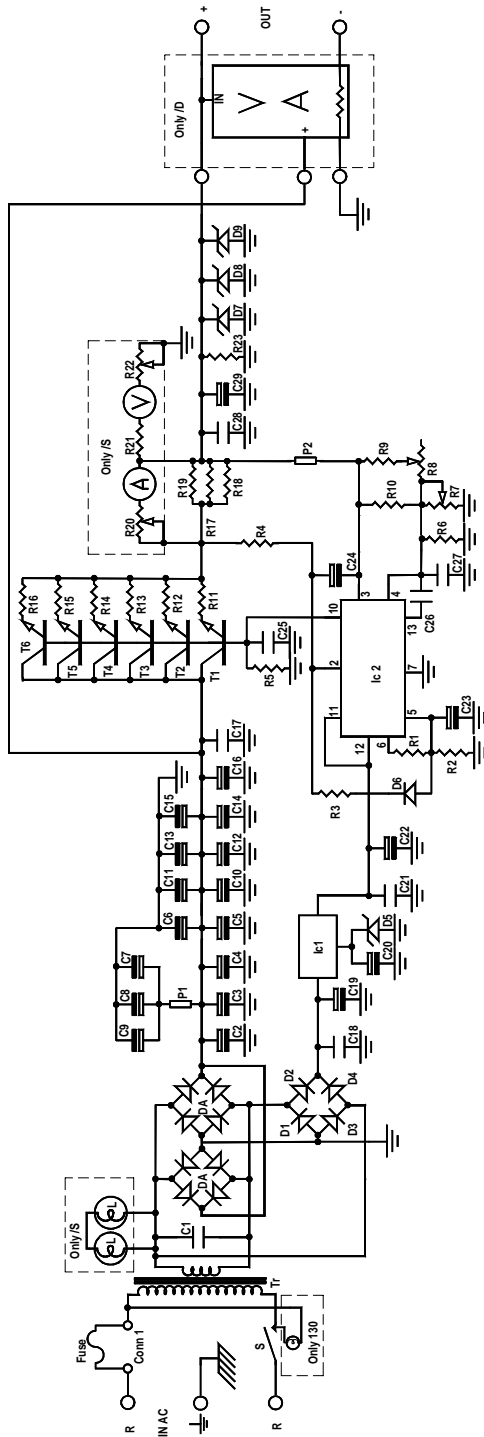 R
IN AC
R
Fuse
Conn 1
S
Only 130
Tr
Only /S
L
L
C1
DA
DA
D1
D2
D3
D4
C9
C8
C7
P1
C6
C11
C13
C15
C2
C3
C4
C5
C10
C12
C14
C16
C17
C18
C19
Ic1
C20
D5
C21
C22
T6
T5
T4
T3
T2
T1
R16
R15
R14
R13
R12
R11
R5
C25
R3
D6
R4
12
11
2
10
3
Ic 2
6
5
7
13
4
R1
R2
C23
C24
C26
C27
R10
R9
R8
R7
R6
P2
Only /S
R20
A
R21
V
R22
R17
R19
R18
C28
C29
R23
D7
D8
D9
Only /D
IN
V
A
+
+
OUT
-